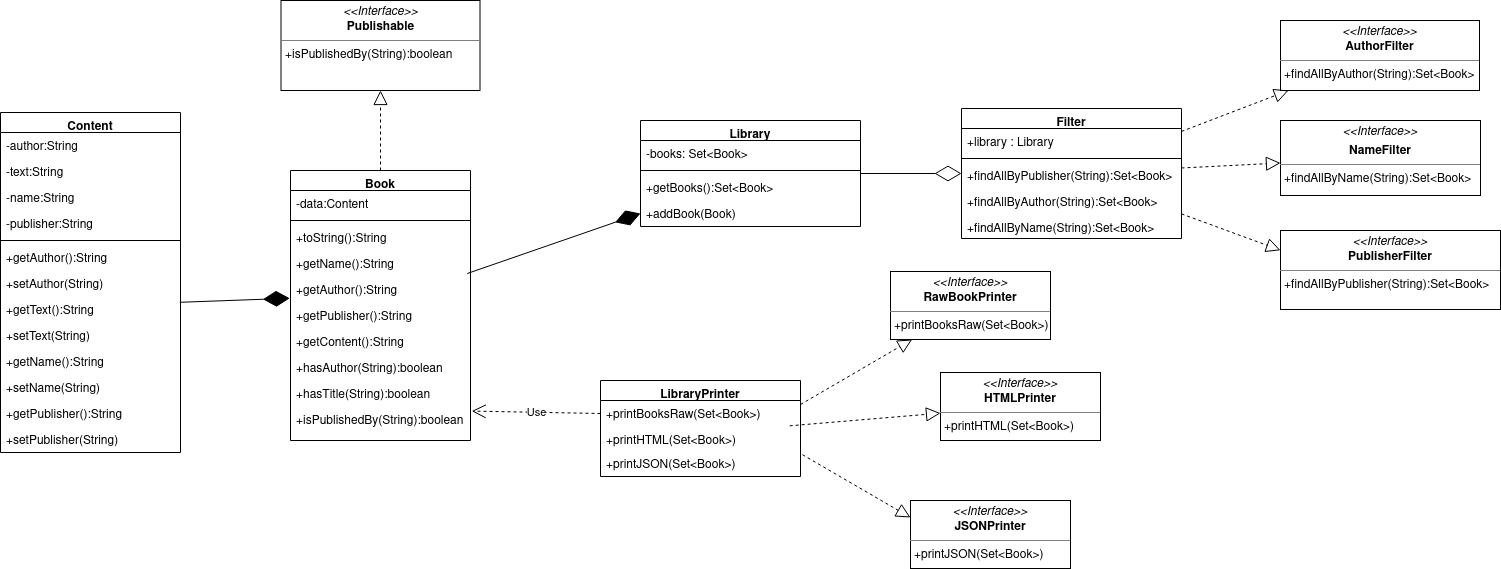 <<Interface>>
Publishable
+isPublishedBy(String):boolean
Content
-author:String
-text:String
-name:String
-publisher:String
+getAuthor():String
+setAuthor(String)
+getText():String
+setText(String)
+getName():String
+setName(String)
+getPublisher():String
+setPublisher(String)
Book
-data:Content
+toString():String
+getName():String
+getAuthor():String
+getPublisher():String
+getContent():String
+hasAuthor(String):boolean
+hasTitle(String):boolean
+isPublishedBy(String):boolean
Library
-books: Set<Book>
+getBooks():Set<Book>
+addBook(Book)
Filter
+library : Library
+findAllByPublisher(String):Set<Book>
+findAllByAuthor(String):Set<Book>
+findAllByName(String):Set<Book>
<<Interface>>
AuthorFilter
+findAllByAuthor(String):Set<Book>
<<Interface>>
NameFilter
+findAllByName(String):Set<Book>
<<Interface>>
PublisherFilter
+findAllByPublisher(String):Set<Book>
Use
LibraryPrinter
+printBooksRaw(Set<Book>)
+printHTML(Set<Book>)
+printJSON(Set<Book>)
<<Interface>>
RawBookPrinter
+printBooksRaw(Set<Book>)
<<Interface>>
HTMLPrinter
+printHTML(Set<Book>)
<<Interface>>
JSONPrinter
+printJSON(Set<Book>)